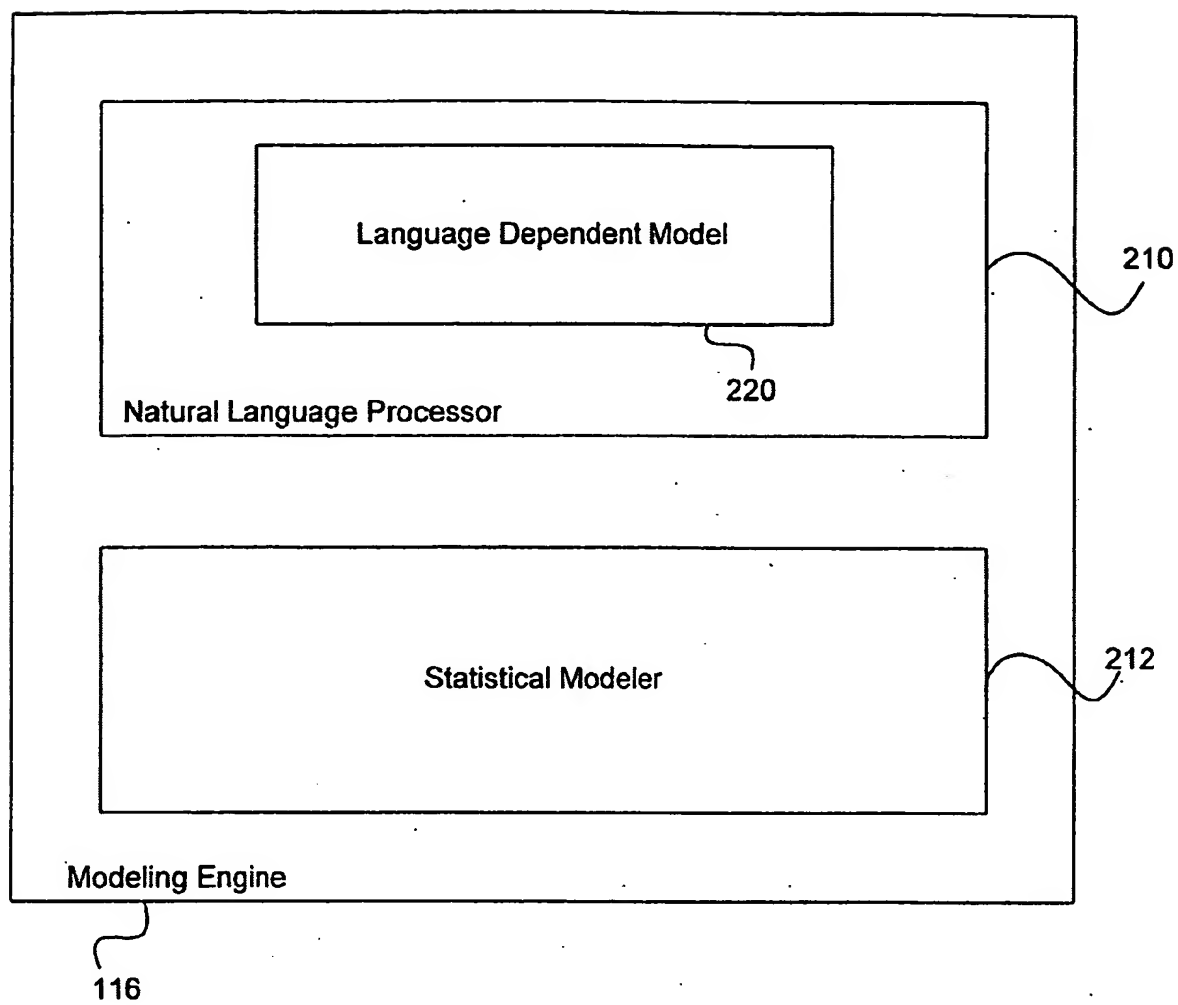 Language Dependent Model
210
220
Natural Language Processor
Statistical Modeler
212
Modeling Engine
116